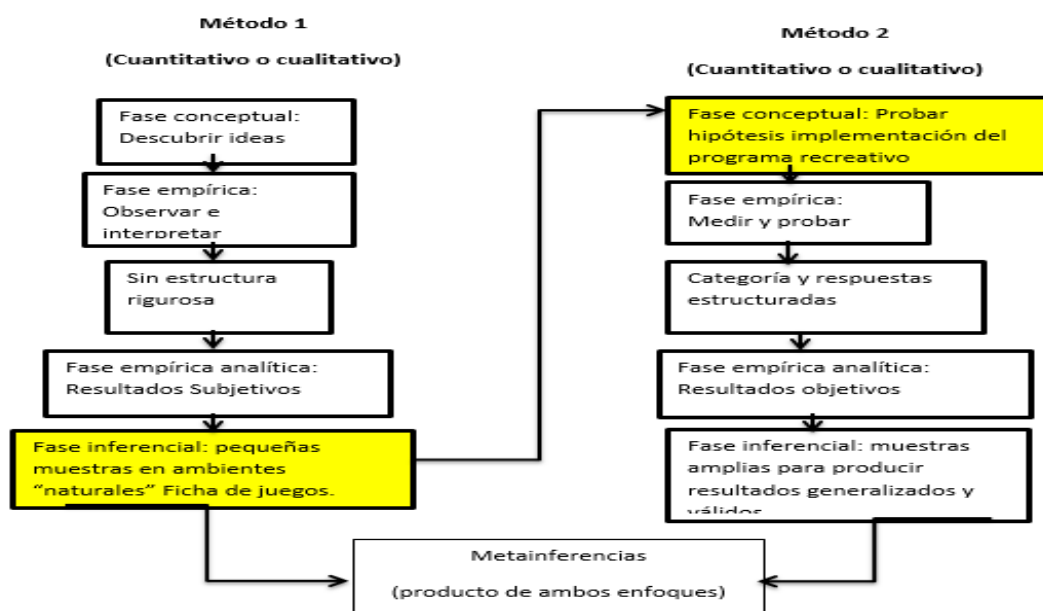 Método 1
(Cuantitativo o cualitativo)
Fase conceptual:
Descubrir ideas
Fase empírica:
Observar e
interpretar
Sin estructura
rigurosa
Fase empírica analítica:
Resultados Subjetivos
Fase inferencial: pequeñas
muestras en ambientes
“naturales” Ficha de juegos.
Método 2
(Cuantitativo o cualitativo)
Fase conceptual: Probar
hipótesis implementación del
programa recreativo
Fase empírica:
Medir y probar
Categoría y respuestas
estructuradas
Fase empírica analítica:
Resultados objetivos
Fase inferencial: muestras
amplias para producir
resultados generalizados y
válidos
Metainferencias
(producto de ambos enfoques)